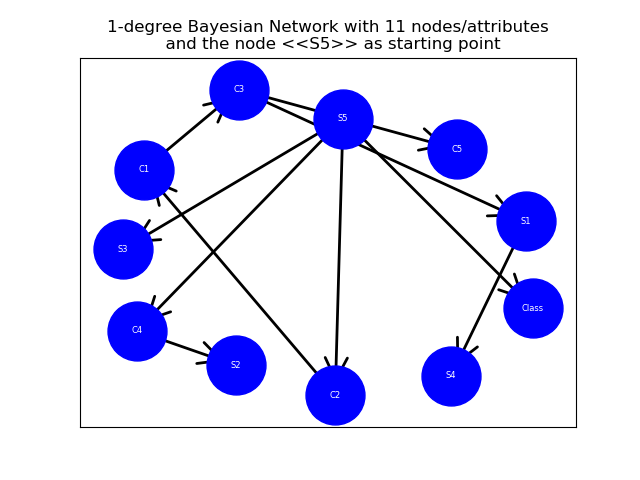 1-degree Bayesian Network with 11 nodes/attributes
and the node <<S5>> as starting point
C3
S5
C5
C1
S1
S3
Class
C4
S2
S4
C2